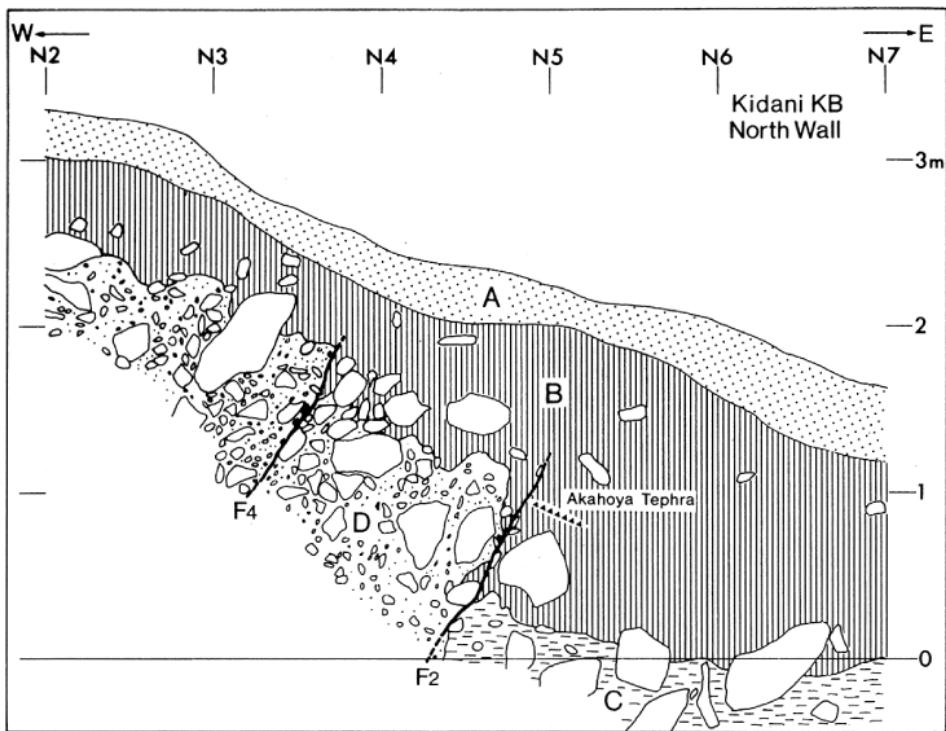 W E
N2 N3 N4 N5 N6 N7
Kidani KB
North Wall
3m
A
2
B
1
Akahoya Tephra
F4
D
0
F2
C